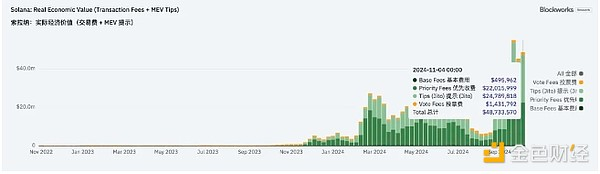 Solana: Real Economic Value (Transaction Fees + MEV Tips)
Blockworks Research
索拉纳：实际经济价值（交易费 + MEV 提示）
2024-11-04 00:00
Base Fees 基本费用 $495,962
Priority Fees 优先收费 $22,015,999
Tips (Jito) 提示 (Jito) $24,789,818
Vote Fees 投票费 $1,431,792
Total 总计 $48,733,570
All 全部
Vote Fees 投票费
Tips (Jito) 提示
Priority Fees 优先
Base Fees 基本费
$40.0m
$20.0m
0
Nov 2022
Jan 2023
Mar 2023
May 2023
Jul 2023
Sep 2023
Nov 2023
Jan 2024
Mar 2024
May 2024
Jul 2024
Sep 2024
金色财经